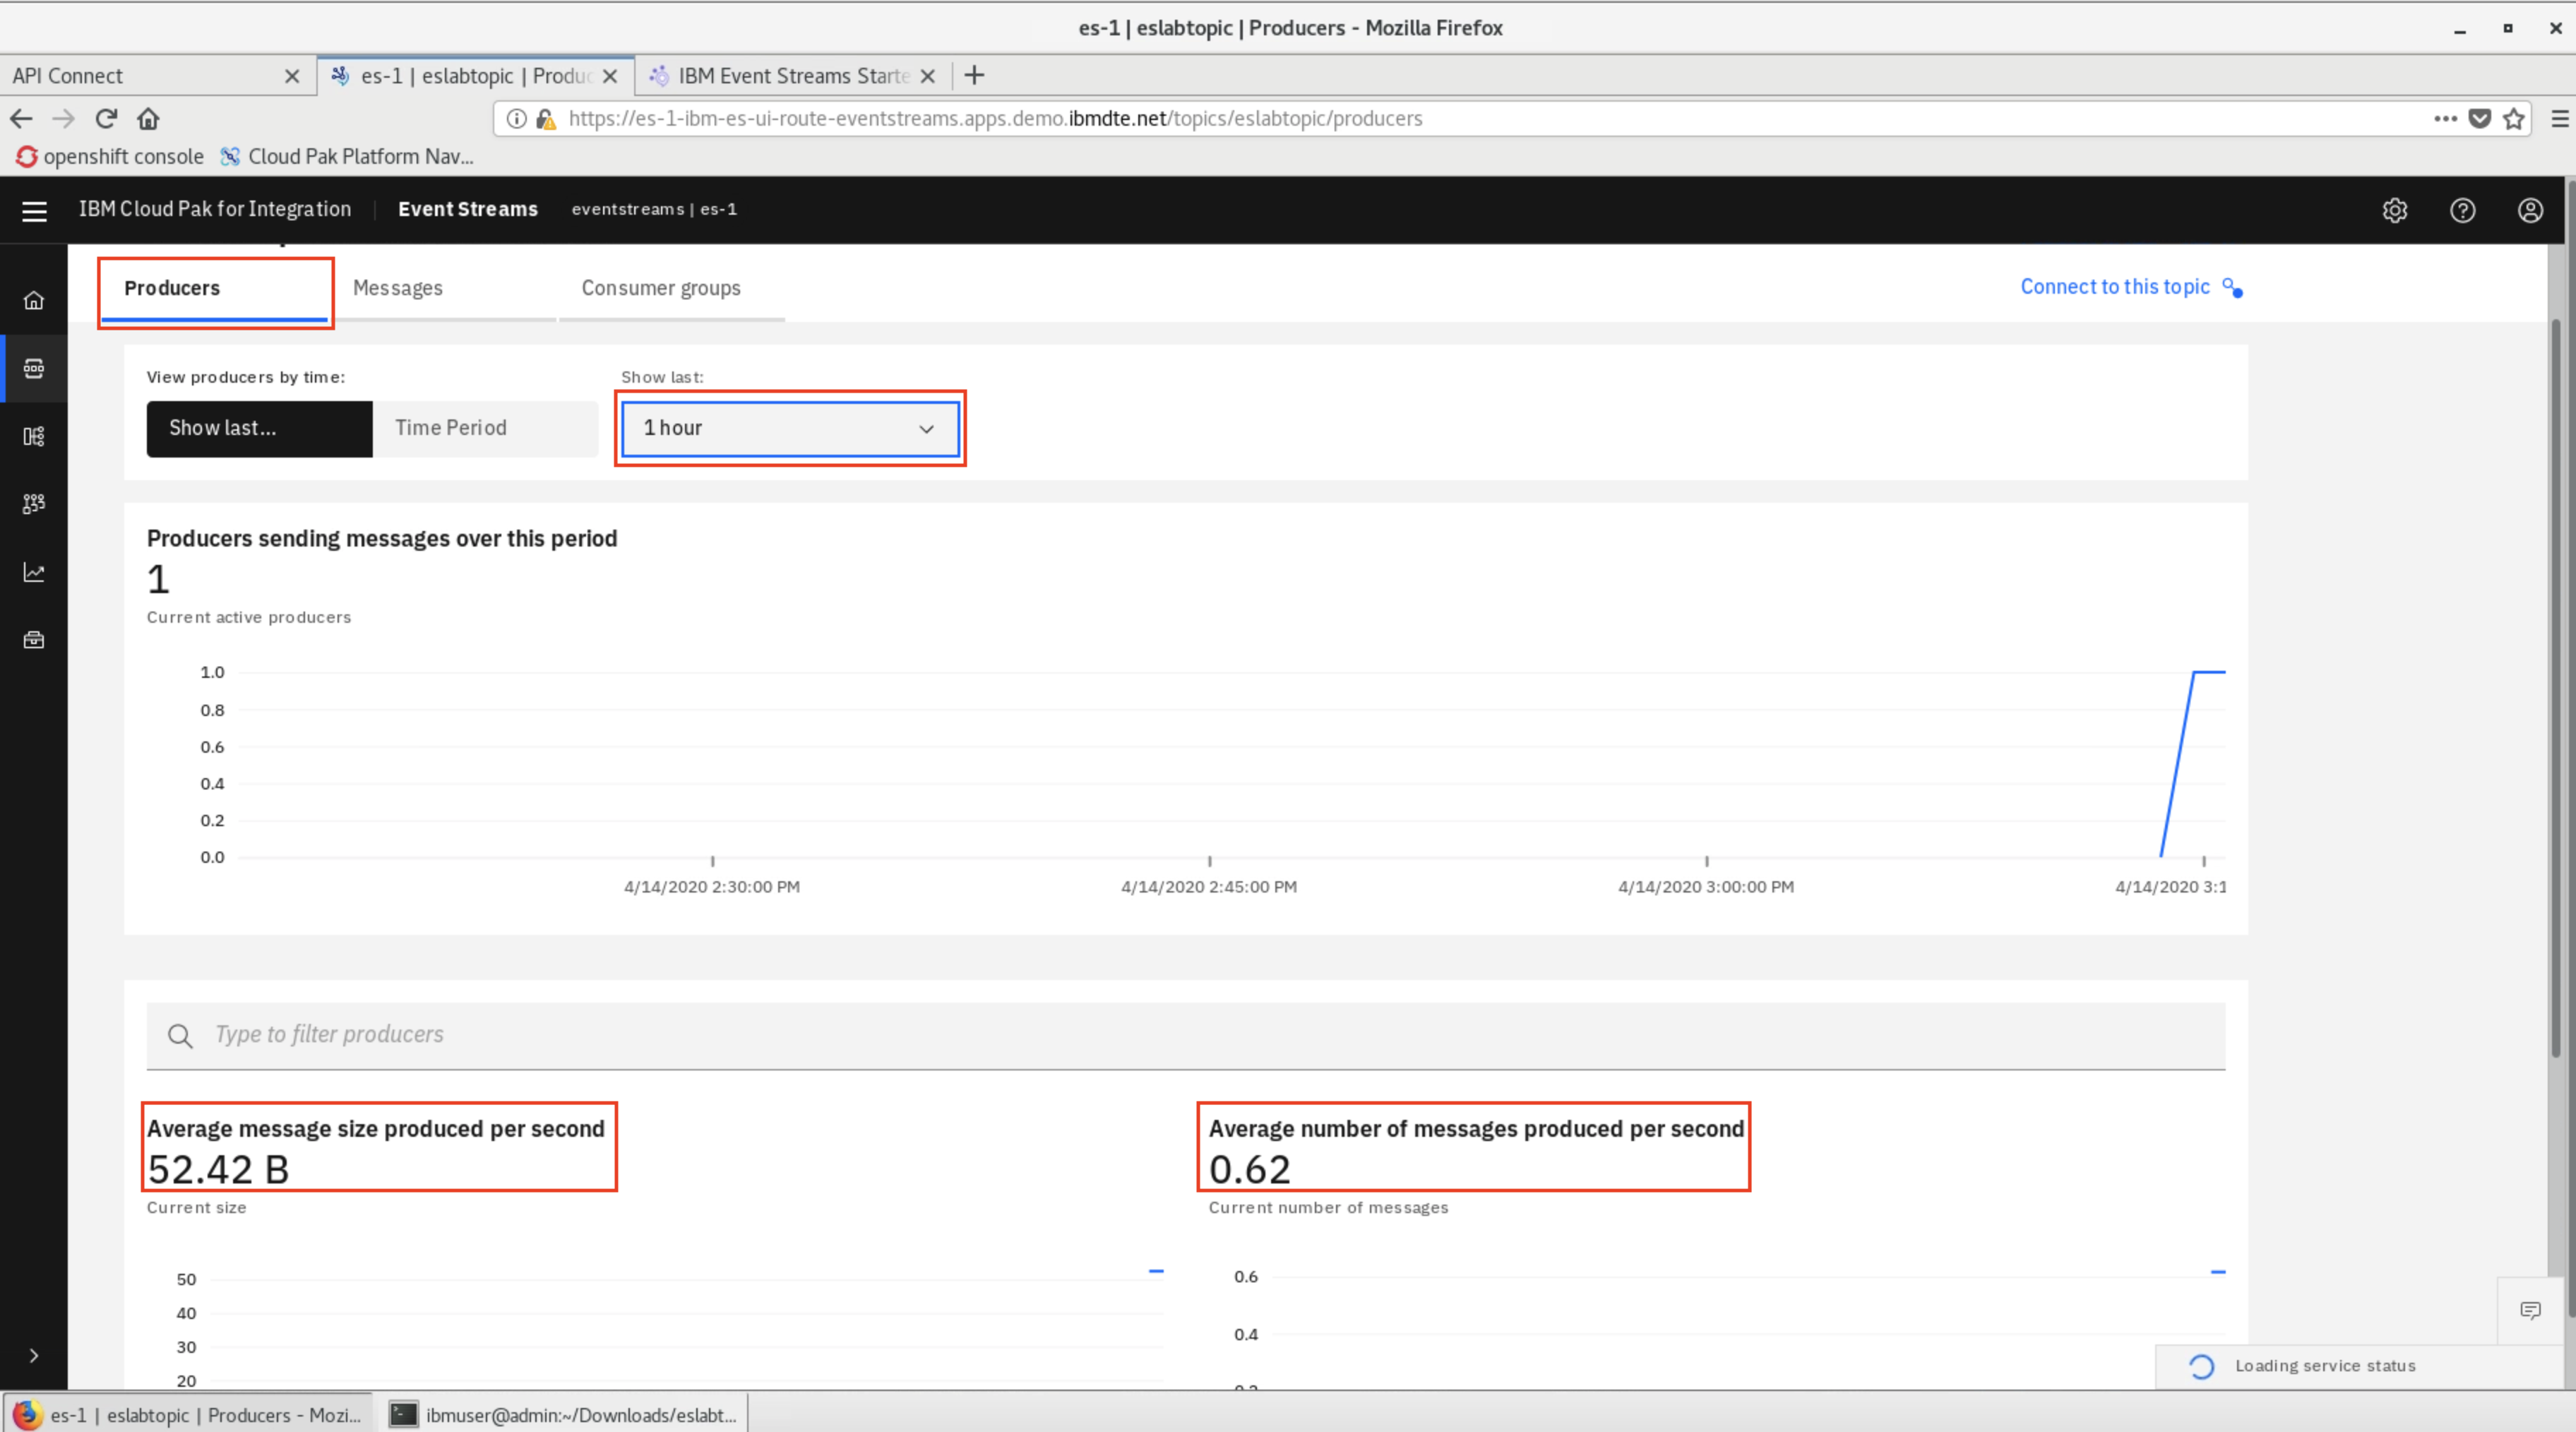 es-1 | eslabtopic | Producers - Mozilla Firefox
API Connect
es-1 | eslabtopic | Produc
IBM Event Streams Starte
https://es-1-ibm-es-ui-route-eventstreams.apps.demo.ibmdte.net/topics/eslabtopic/producers
openshift console
Cloud Pak Platform Nav...
IBM Cloud Pak for Integration
Event Streams
eventstreams | es-1
Producers
Messages
Consumer groups
Connect to this topic
View producers by time:
Show last:
Show last...
Time Period
1 hour
Producers sending messages over this period
1
Current active producers
1.0
0.8
0.6
0.4
0.2
0.0
4/14/2020 2:30:00 PM
4/14/2020 2:45:00 PM
4/14/2020 3:00:00 PM
4/14/2020 3:1
Type to filter producers
Average message size produced per second
52.42 B
Current size
50
40
30
20
Average number of messages produced per second
0.62
Current number of messages
0.6
0.4
Loading service status
es-1 | eslabtopic | Producers - Mozi...
ibmuser@admin:~/Downloads/eslabt...